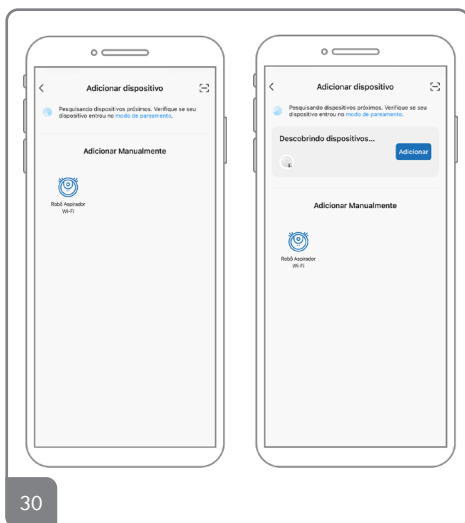 Adicionar dispositivo
Pesquisando dispositivos próximos. Verifique se seu
dispositivo entrou no modo de pareamento.
Adicionar Manualmente
Robô Aspirador
Wi-Fi
Adicionar dispositivo
Pesquisando dispositivos próximos. Verifique se seu
dispositivo entrou no modo de pareamento.
Descobrindo dispositivos...
Adicionar
Adicionar Manualmente
Robô Aspirador
Wi-Fi
30